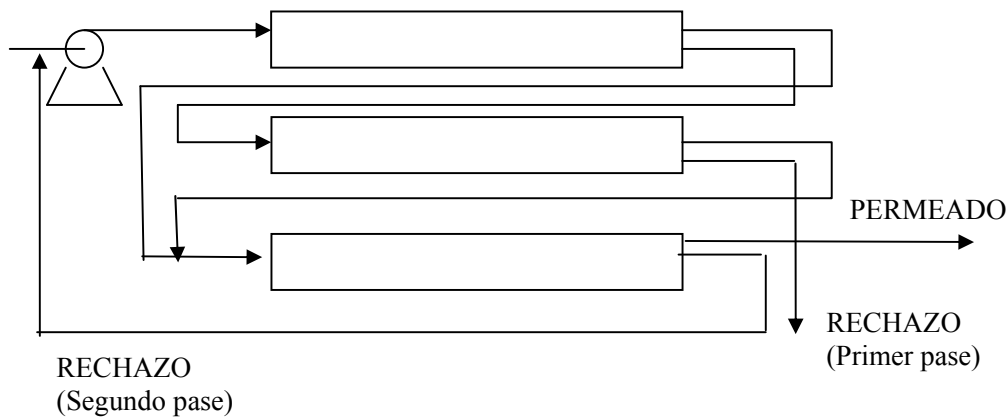 PERMEADO
RECHAZO
(Primer pase)
RECHAZO
(Segundo pase)